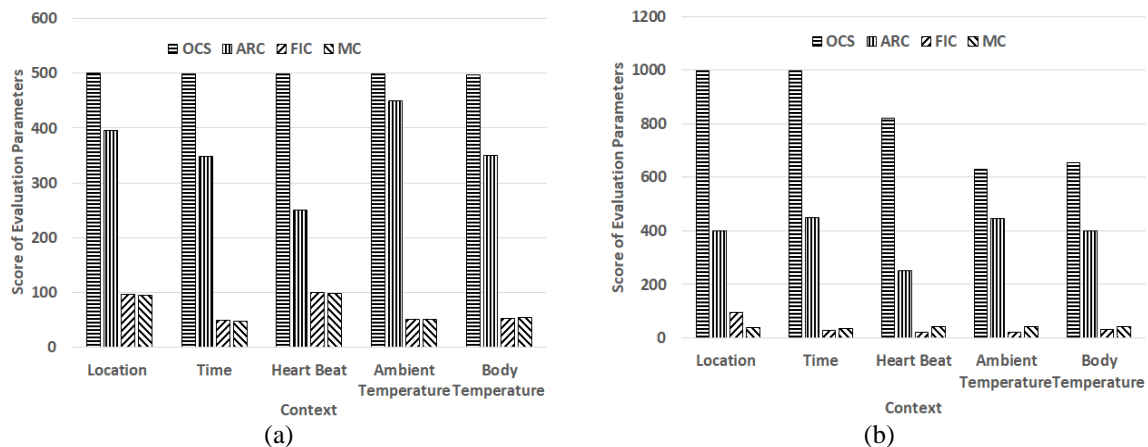 600
500
400
300
200
100
0
Score of Evaluation Parameters
OCS ARC FIC MC
Location Time Heart Beat Ambient Temperature Body Temperature
Context
(a)
1200
1000
800
600
400
200
0
Score of Evaluation Parameters
OCS ARC FIC MC
Location Time Heart Beat Ambient Temperature Body Temperature
Context
(b)